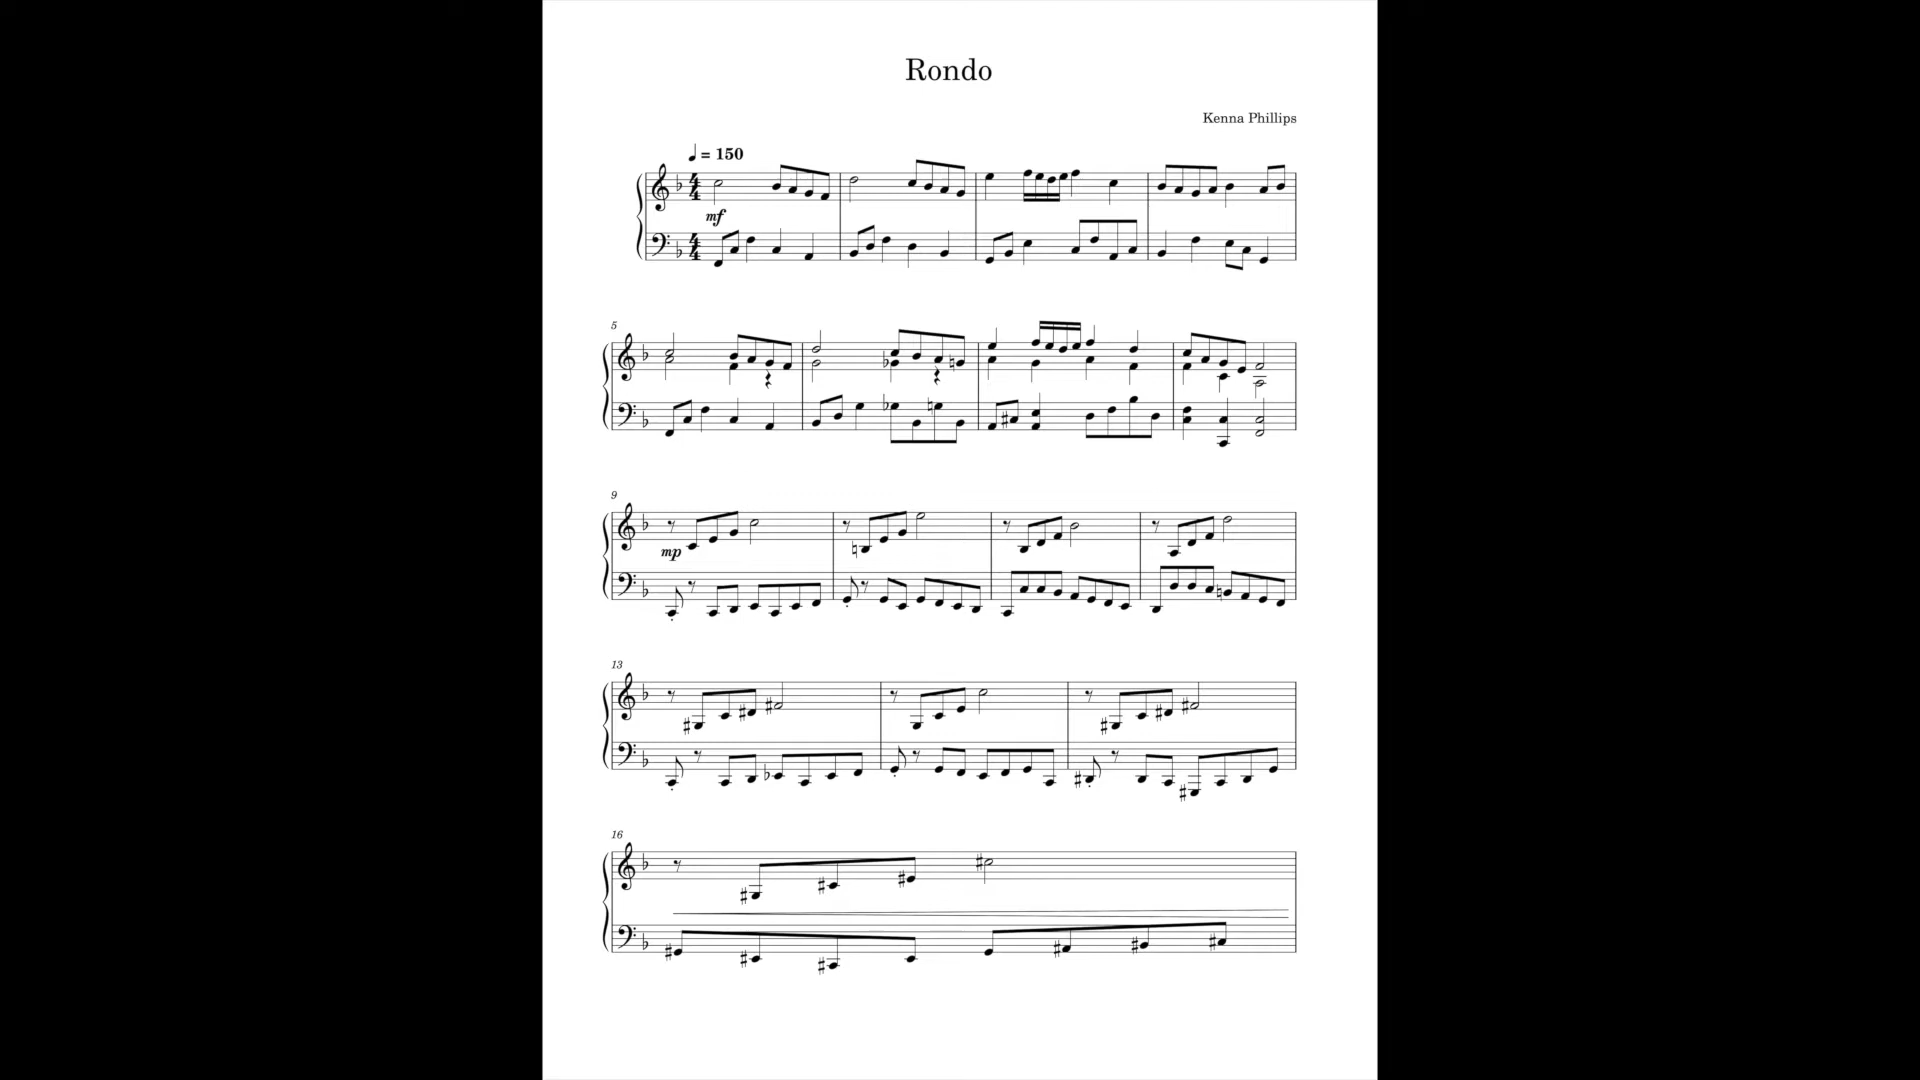 Rondo
Kenna Phillips
♩ = 150
mf
5
9
mp
13
16